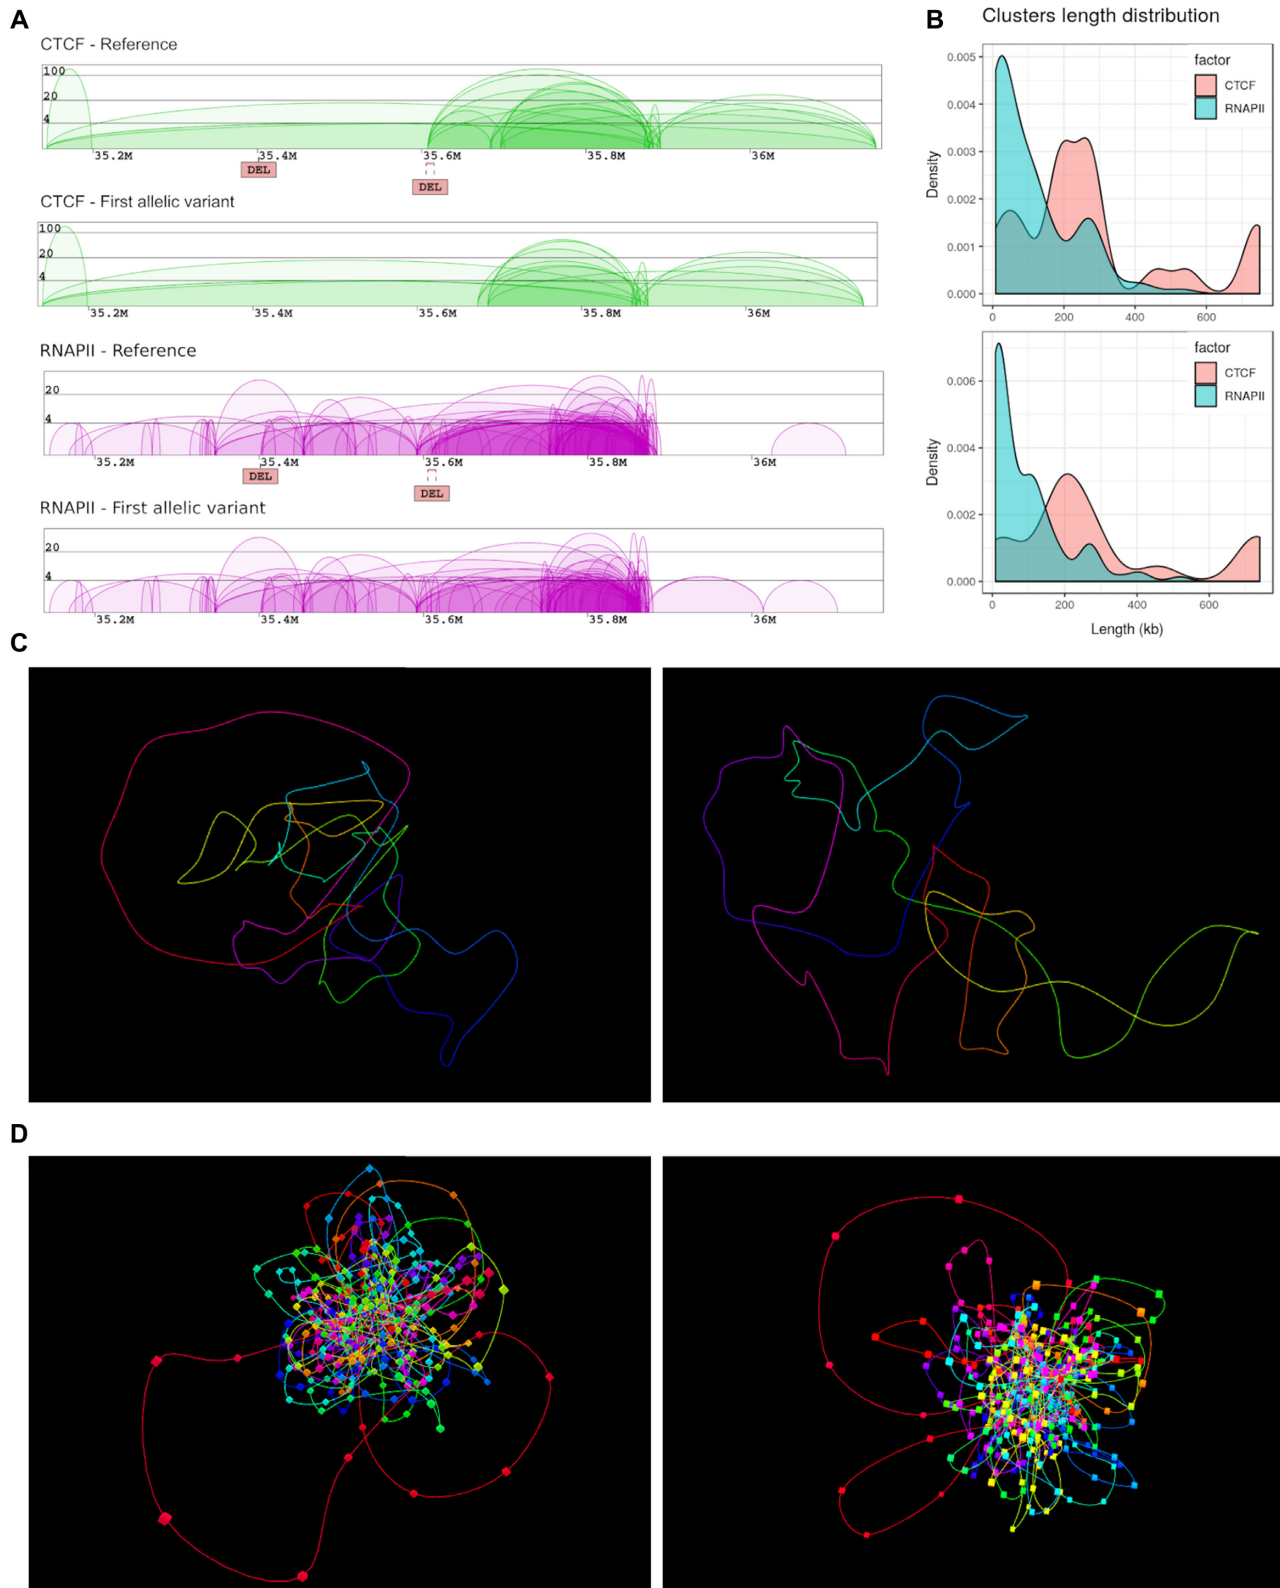 A
CTCF - Reference
100
20
4
35.2M 35.4M 35.6M 35.8M 36M
DEL
DEL
CTCF - First allelic variant
100
20
4
35.2M 35.4M 35.6M 35.8M 36M
RNAPII - Reference
20
4
35.2M 35.4M 35.6M 35.8M 36M
DEL
DEL
RNAPII - First allelic variant
20
4
35.2M 35.4M 35.6M 35.8M 36M
B
Clusters length distribution
factor
CTCF
RNAPII
Density
0.005
0.004
0.003
0.002
0.001
0.000
0 200 400 600
factor
CTCF
RNAPII
Density
0.006
0.004
0.002
0.000
0 200 400 600
Length (kb)
C
D